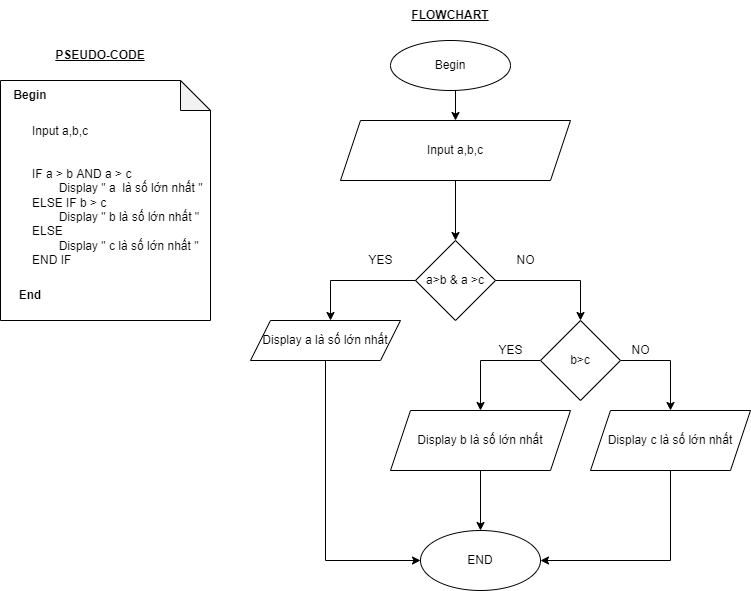 PSEUDO-CODE
Begin
Input a,b,c
IF a > b AND a > c
Display " a  là số lớn nhất "
ELSE IF b > c
Display " b là số lớn nhất "
ELSE
Display " c là số lớn nhất "
END IF
End
FLOWCHART
Begin
Input a,b,c
YES
a>b & a >c
NO
Display a là số lớn nhất
YES
b>c
NO
Display b là số lớn nhất
Display c là số lớn nhất
END